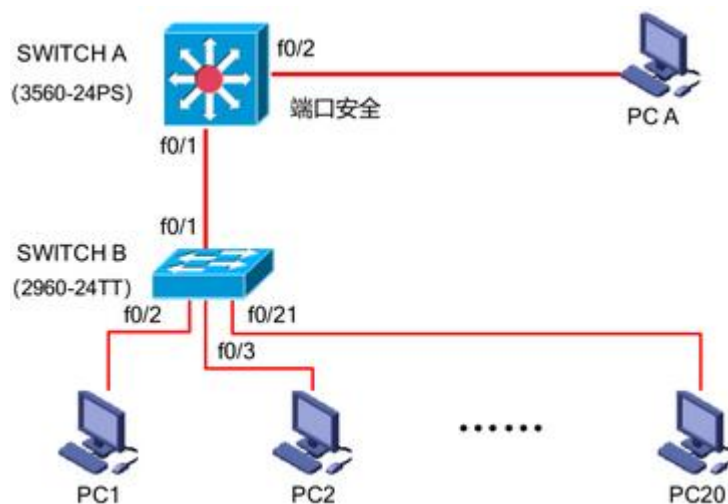 SWITCH A
(3560-24PS)
f0/2
端口安全
PC A
f0/1
f0/1
SWITCH B
(2960-24TT)
f0/2
f0/3
f0/21
PC1
PC2
......
PC20